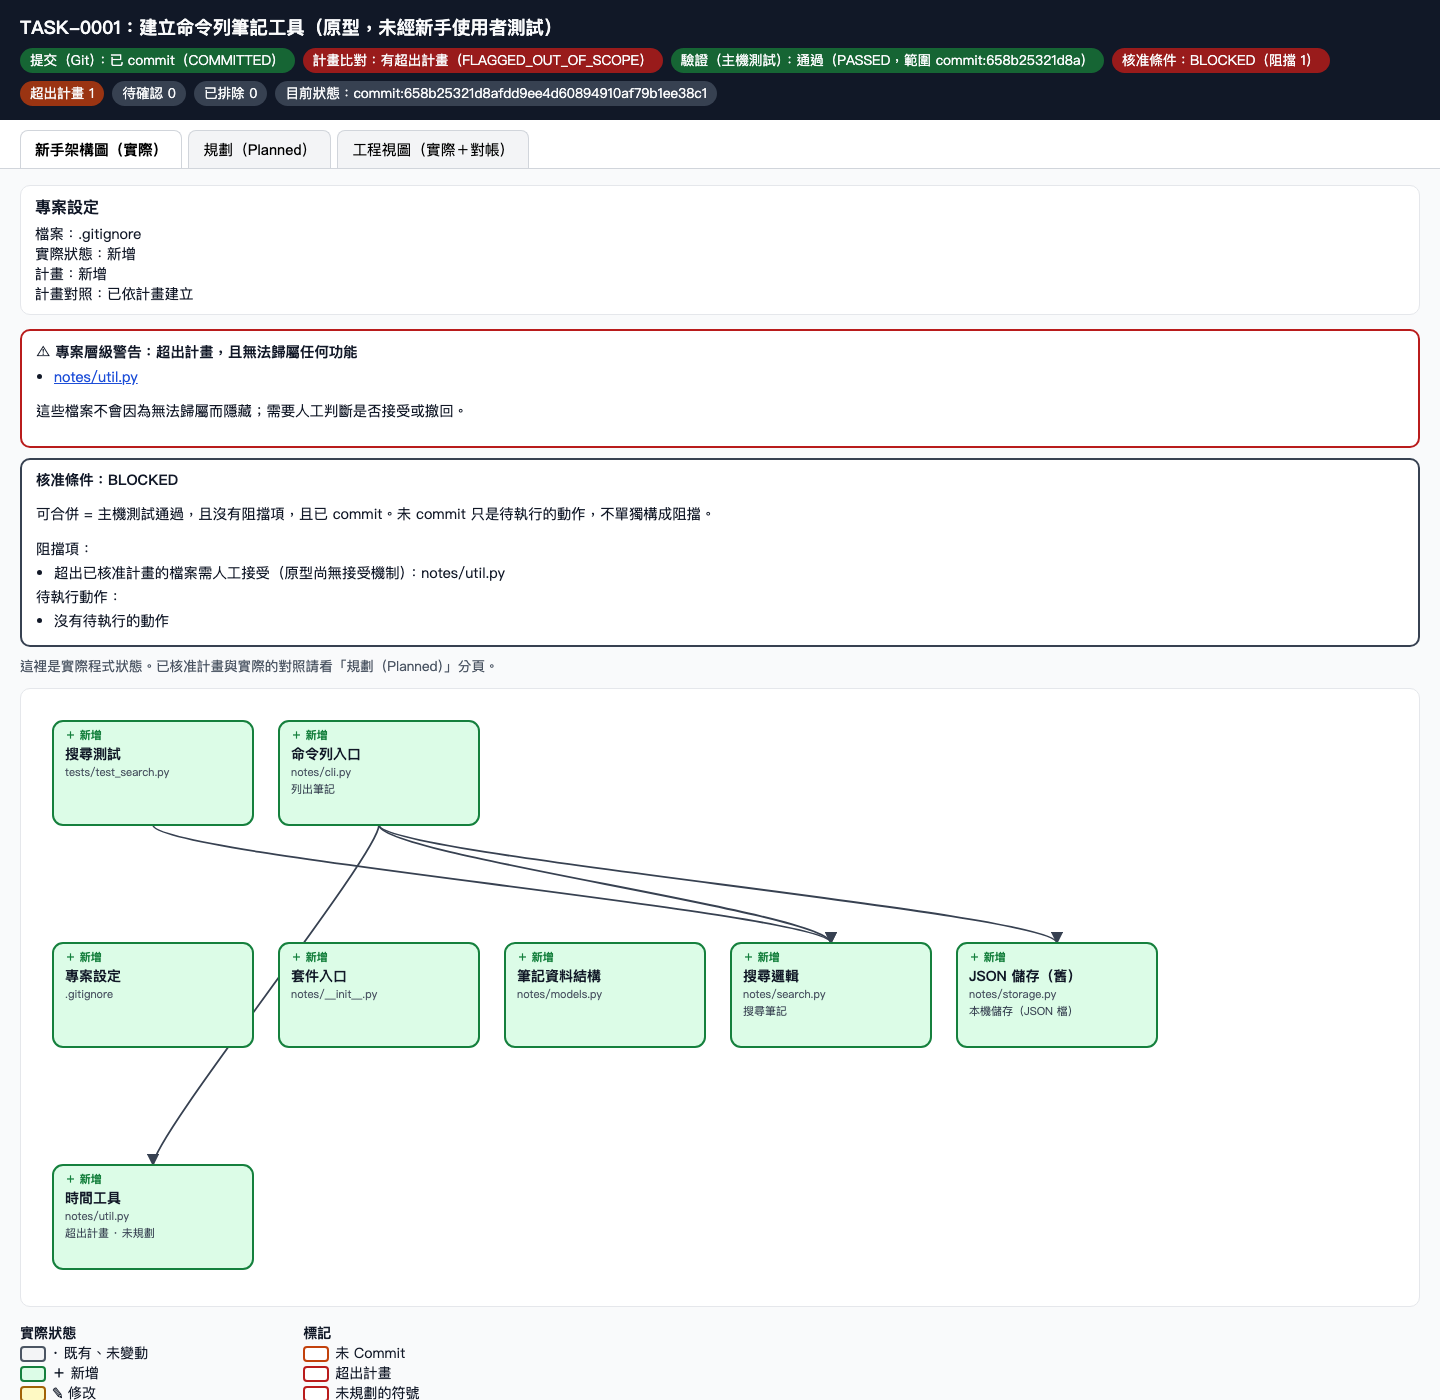 TASK-0001：建立命令列筆記工具（原型，未經新手使用者測試）
提交（Git）：已 commit（COMMITTED） 計畫比對：有超出計畫（FLAGGED_OUT_OF_SCOPE） 驗證（主機測試）：通過（PASSED，範圍 commit:658b25321d8a） 核准條件：BLOCKED（阻擋 1）
超出計畫 1 待確認 0 已排除 0 目前狀態：commit:658b25321d8afdd9ee4d60894910af79b1ee38c1
新手架構圖（實際） 規劃（Planned） 工程視圖（實際＋對帳）
專案設定
檔案：.gitignore
實際狀態：新增
計畫：新增
計畫對照：已依計畫建立
⚠ 專案層級警告：超出計畫，且無法歸屬任何功能
• notes/util.py
這些檔案不會因為無法歸屬而隱藏；需要人工判斷是否接受或撤回。
核准條件：BLOCKED
可合併 = 主機測試通過，且沒有阻擋項，且已 commit。未 commit 只是待執行的動作，不單獨構成阻擋。
阻擋項：
• 超出已核准計畫的檔案需人工接受（原型尚無接受機制）：notes/util.py
待執行動作：
• 沒有待執行的動作
這裡是實際程式狀態。已核准計畫與實際的對照請看「規劃（Planned）」分頁。
＋ 新增
搜尋測試
tests/test_search.py
＋ 新增
命令列入口
notes/cli.py
列出筆記
＋ 新增
專案設定
.gitignore
＋ 新增
套件入口
notes/__init__.py
＋ 新增
筆記資料結構
notes/models.py
＋ 新增
搜尋邏輯
notes/search.py
搜尋筆記
＋ 新增
JSON 儲存（舊）
notes/storage.py
本機儲存（JSON 檔）
＋ 新增
時間工具
notes/util.py
超出計畫 · 未規劃
實際狀態
· 既有、未變動
＋ 新增
✎ 修改
標記
未 Commit
超出計畫
未規劃的符號